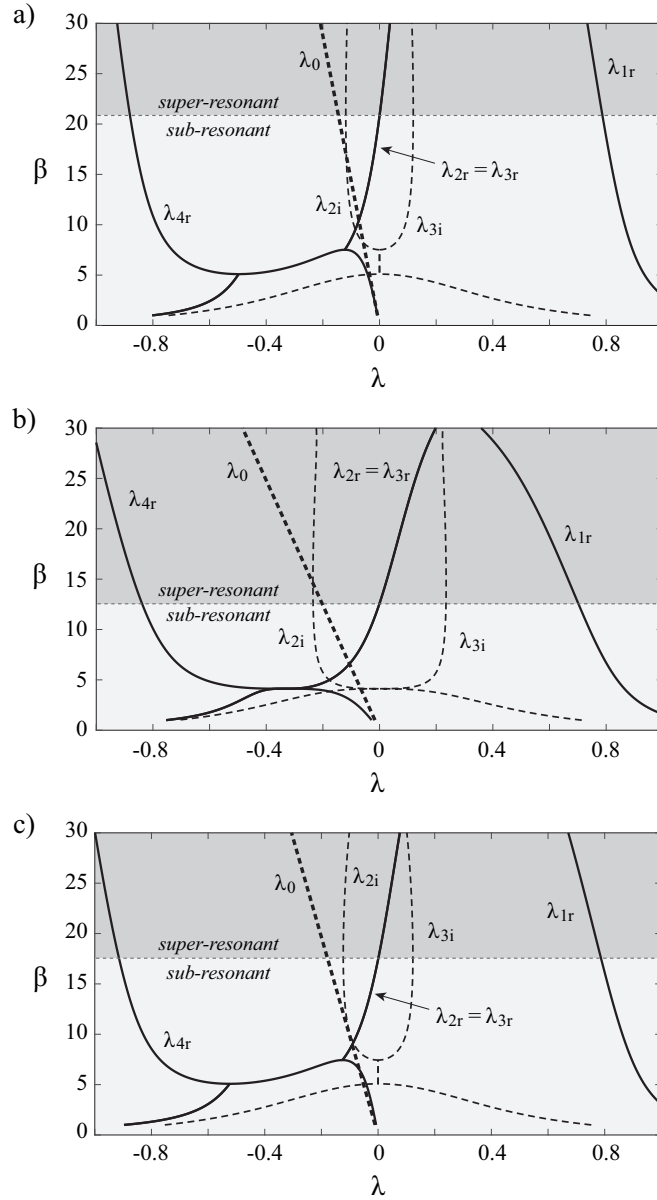 a)
30
25
20
15
10
5
0
β
λ0
λ1r
super-resonant
sub-resonant
λ2r = λ3r
λ2i
λ3i
λ4r
-0.8 -0.4 0 0.4 0.8
λ
b)
30
25
20
15
10
5
0
β
λ0
λ2r = λ3r
λ4r
λ1r
super-resonant
sub-resonant
λ2i
λ3i
-0.8 -0.4 0 0.4 0.8
λ
c)
30
25
20
15
10
5
0
β
λ0
λ2i
λ1r
λ3i
super-resonant
sub-resonant
λ2r = λ3r
λ4r
-0.8 -0.4 0 0.4 0.8
λ